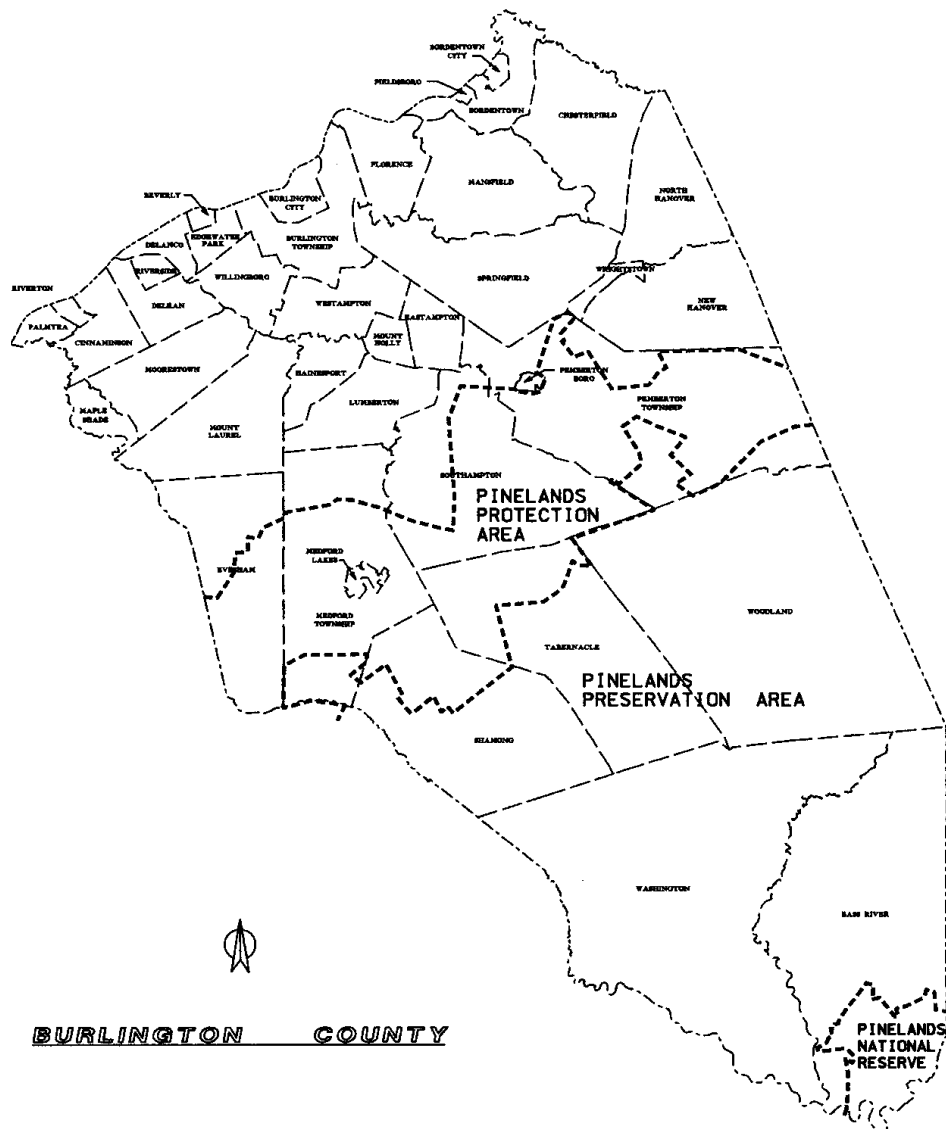 BORDENTOWN
CITY
FIELDSBORO
BORDENTOWN
CHESTERFIELD
FLORENCE
MANSFIELD
NORTH
HANOVER
BEVERLY
BURLINGTON
CITY
EDGEWATER
PARK
DELANCO
BURLINGTON
TOWNSHIP
RIVERSIDE
WILLINGBORO
SPRINGFIELD
WRIGHTSTOWN
RIVERTON
DELRAN
WESTAMPTON
NEW
HANOVER
PALMYRA
CINNAMINSON
EASTAMPTON
MOUNT
HOLLY
MOORESTOWN
HAINESPORT
PEMBERTON
BORO
LUMBERTON
PEMBERTON
TOWNSHIP
MAPLE
SHADE
MOUNT
LAUREL
SOUTHAMPTON
PINELANDS
PROTECTION
AREA
EVESHAM
MEDFORD
LAKES
MEDFORD
TOWNSHIP
WOODLAND
TABERNACLE
PINELANDS
PRESERVATION AREA
SHAMONG
WASHINGTON
BASS RIVER
BURLINGTON COUNTY
PINELANDS
NATIONAL
RESERVE